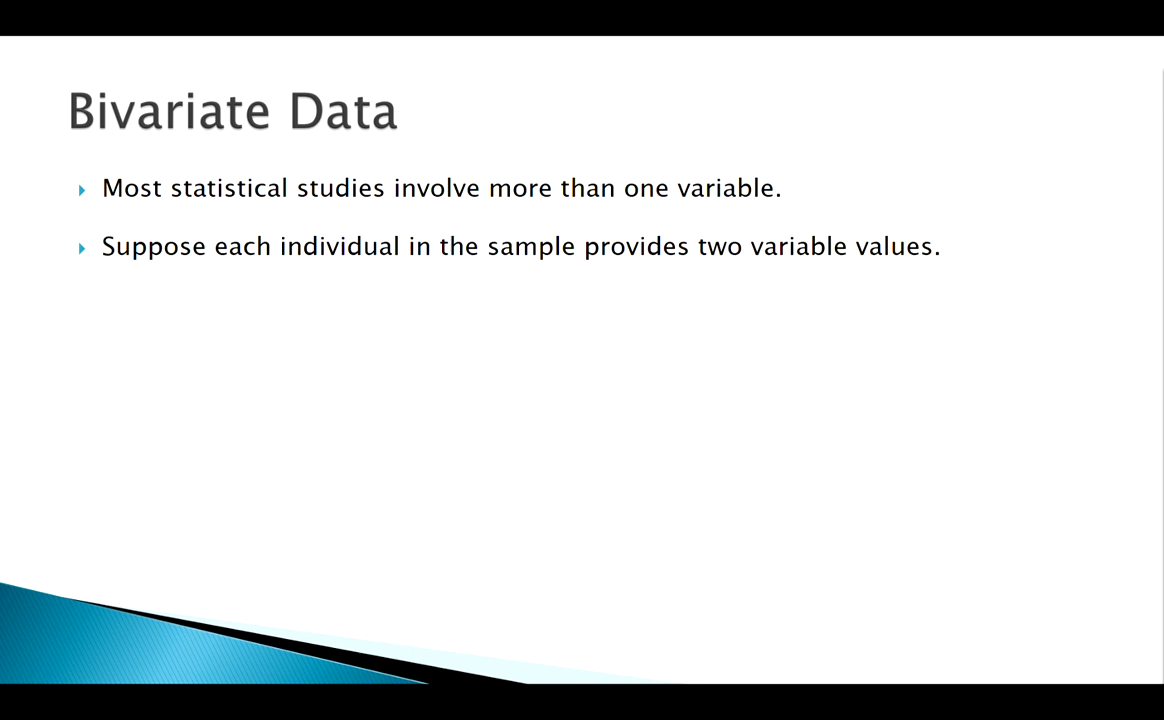 Bivariate Data
Most statistical studies involve more than one variable.
Suppose each individual in the sample provides two variable values.